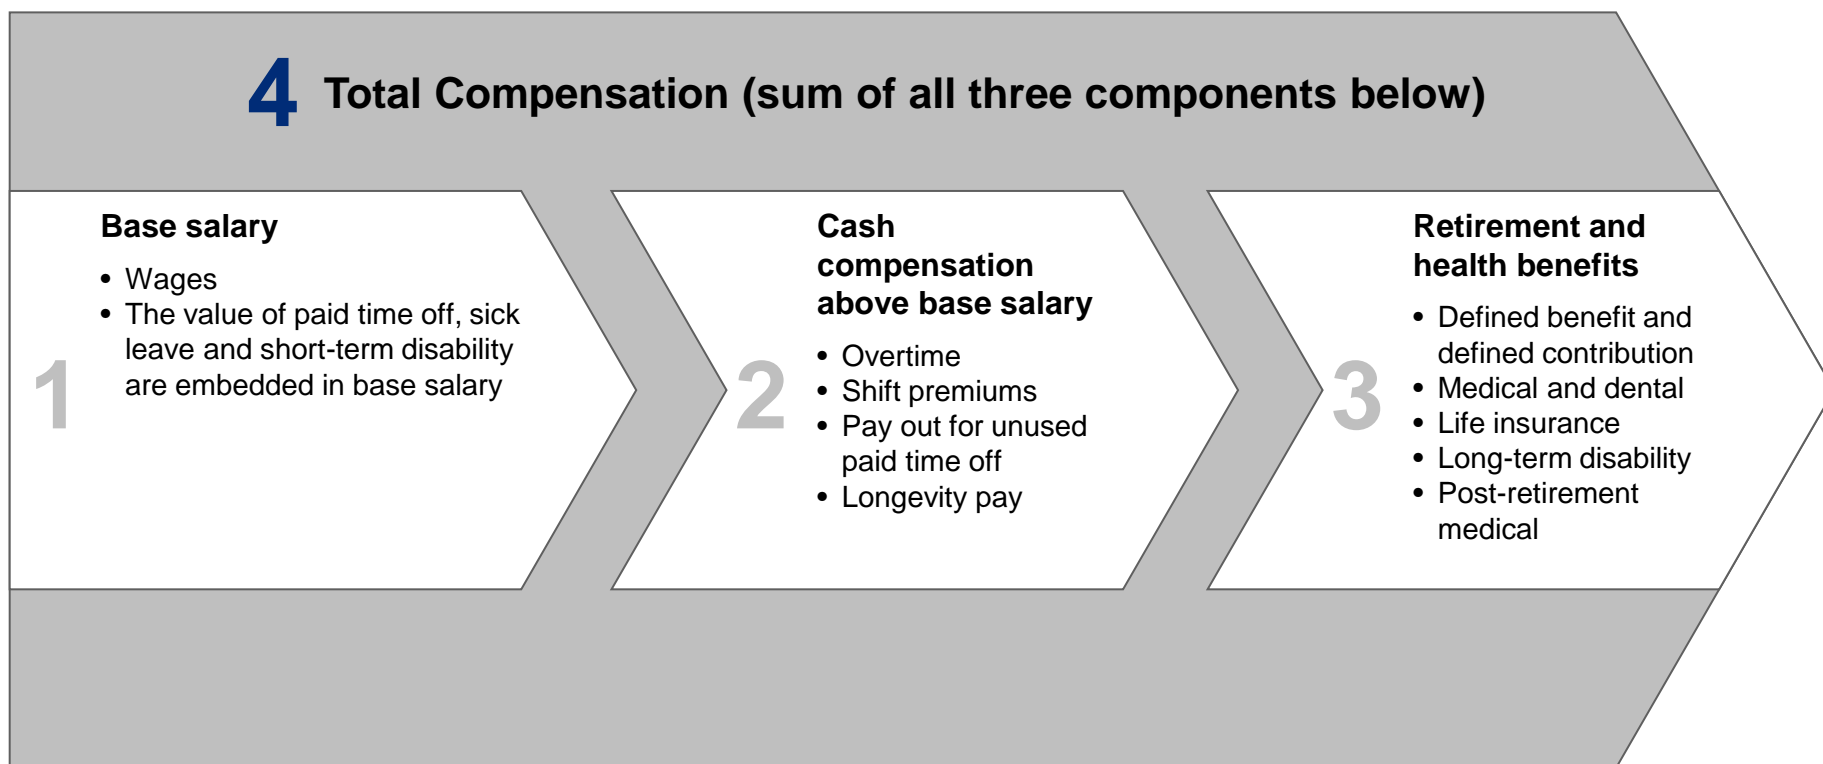 4 Total Compensation (sum of all three components below)
1
Base salary
• Wages
• The value of paid time off, sick
leave and short-term disability
are embedded in base salary
2
Cash
compensation
above base salary
• Overtime
• Shift premiums
• Pay out for unused
paid time off
• Longevity pay
3
Retirement and
health benefits
• Defined benefit and
defined contribution
• Medical and dental
• Life insurance
• Long-term disability
• Post-retirement
medical